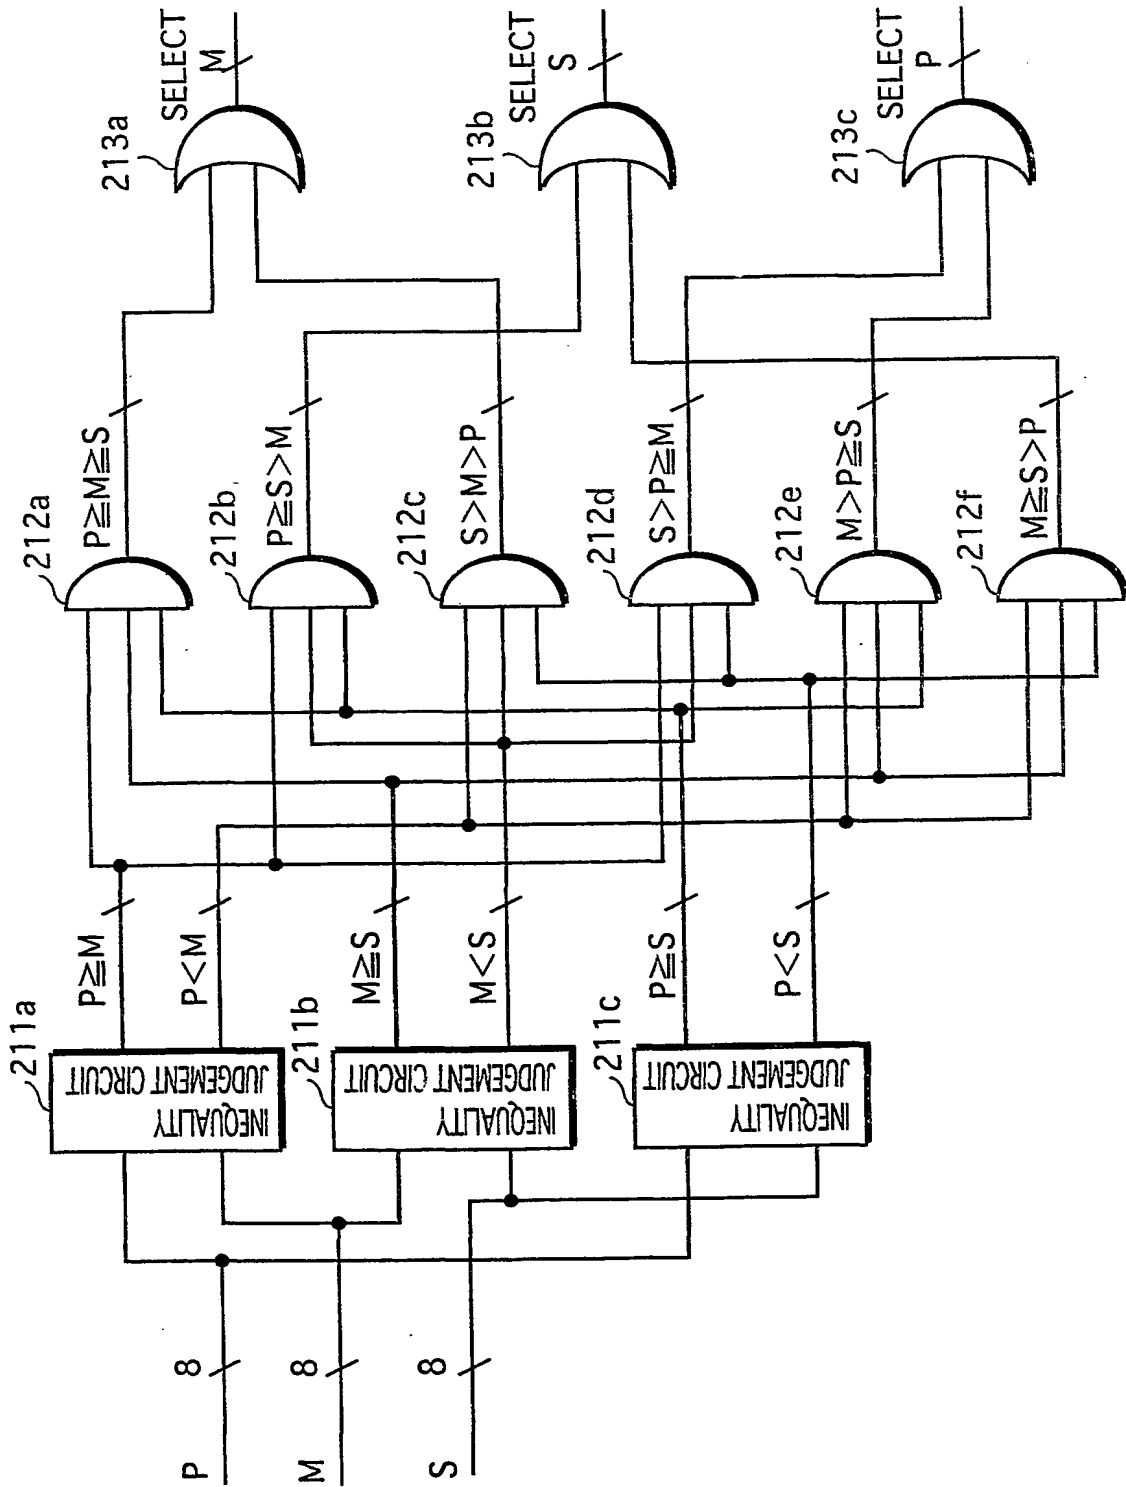 P
8
M
8
S
8
211a
INEQUALITY
JUDGEMENT CIRCUIT
211b
INEQUALITY
JUDGEMENT CIRCUIT
211c
INEQUALITY
JUDGEMENT CIRCUIT
P≧M
P<M
M≧S
M<S
P≧S
P<S
212a
P≧M≧S
212b
P≧S>M
212c
S>M>P
212d
S>P≧M
212e
M>P≧S
212f
M≧S>P
213a
SELECT
M
213b
SELECT
S
213c
SELECT
P